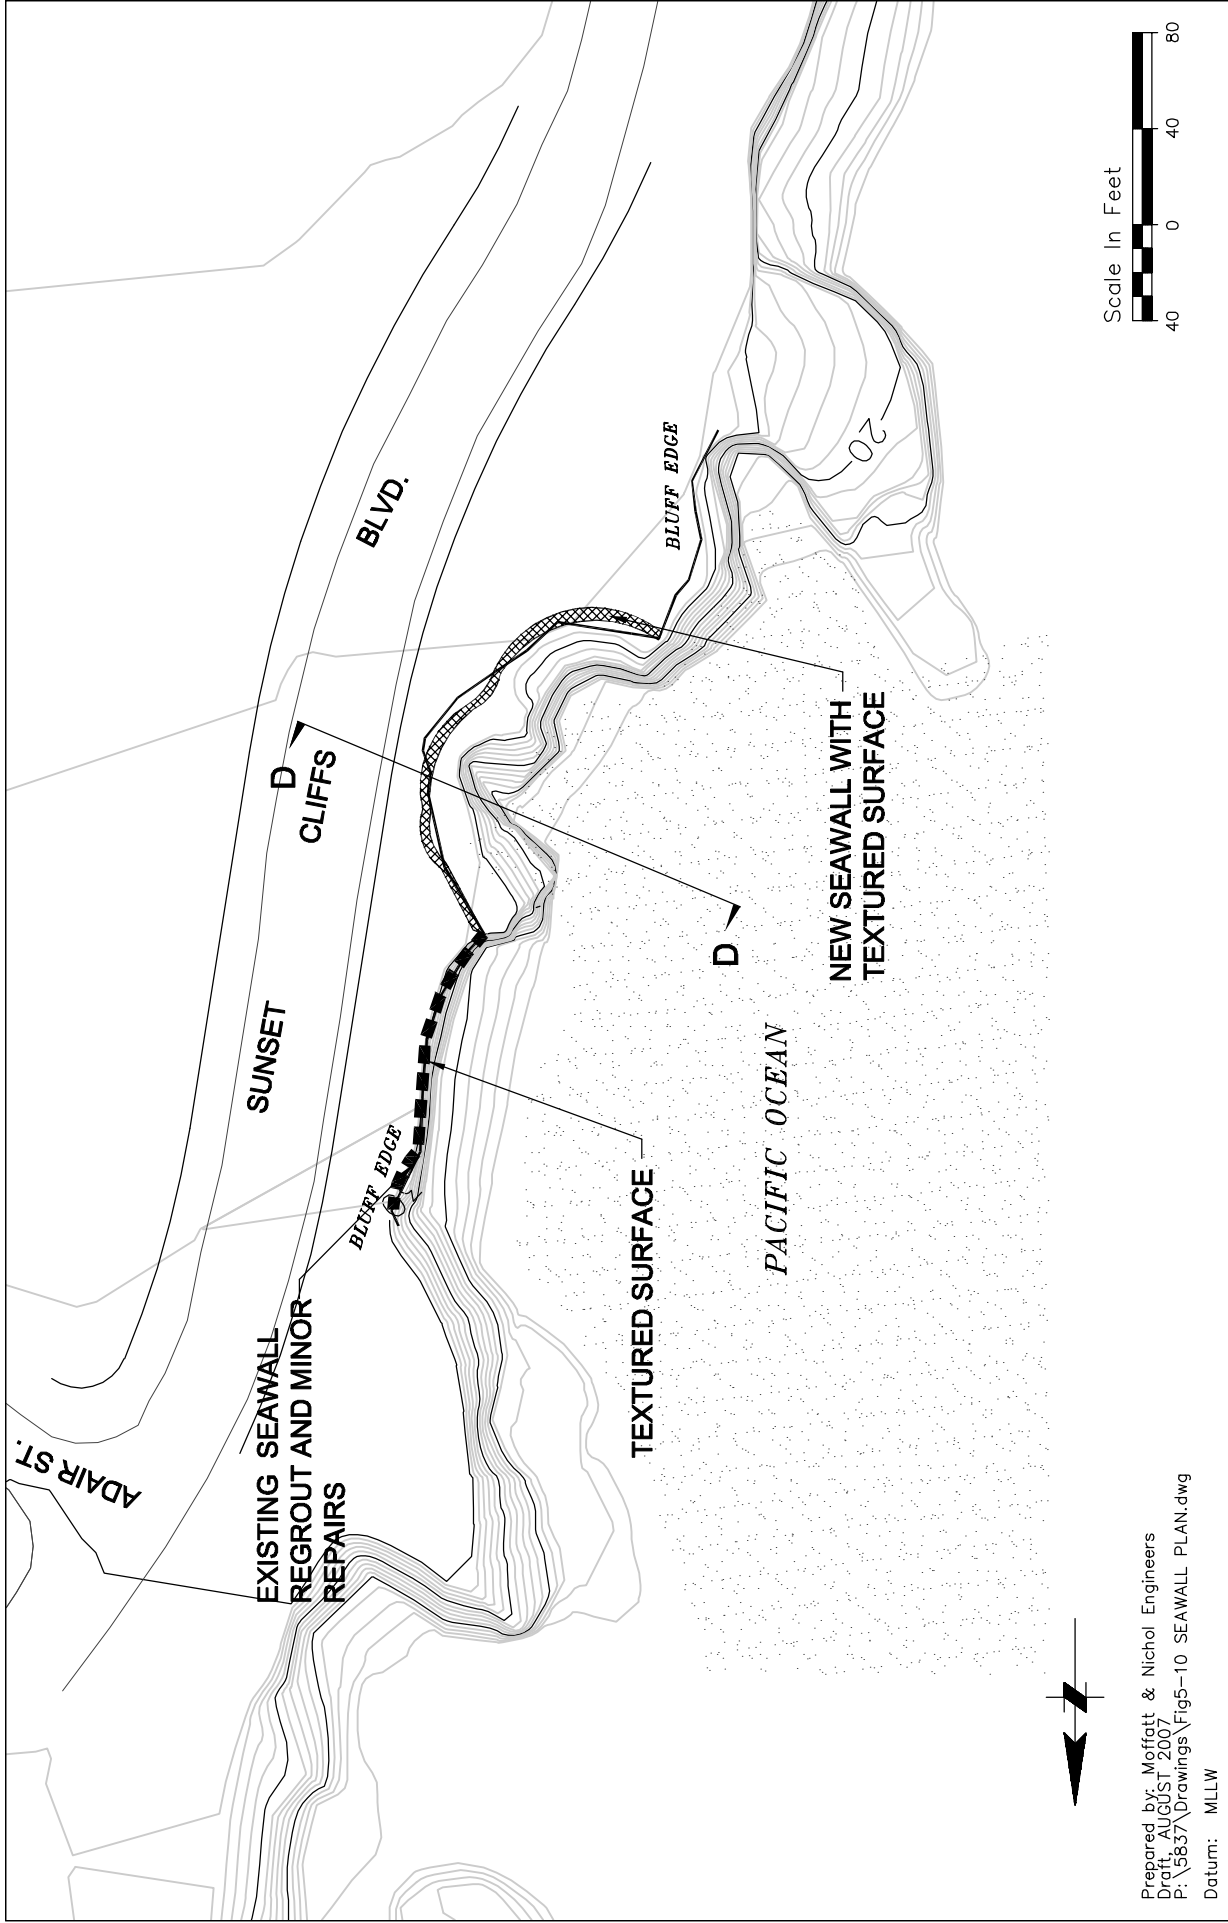 ADAIR ST.
SUNSET
CLIFFS
BLVD.
D
D
EXISTING SEAWALL
REGROUT AND MINOR
REPAIRS
BLUFF EDGE
BLUFF EDGE
TEXTURED SURFACE
NEW SEAWALL WITH
TEXTURED SURFACE
PACIFIC OCEAN
20
Scale In Feet
40 0 40 80
Prepared by: Moffatt & Nichol Engineers
Draft, AUGUST 2007
P:\5837\Drawings\Fig5-10 SEAWALL PLAN.dwg
Datum: MLLW